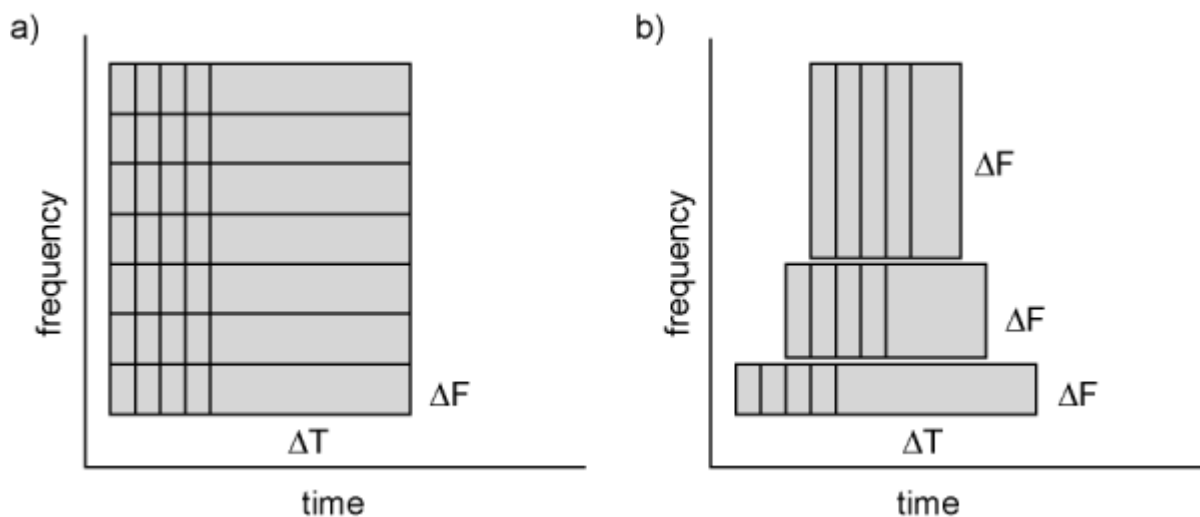 a)
frequency
ΔF
ΔT
time
b)
frequency
ΔF
ΔF
ΔF
ΔT
time